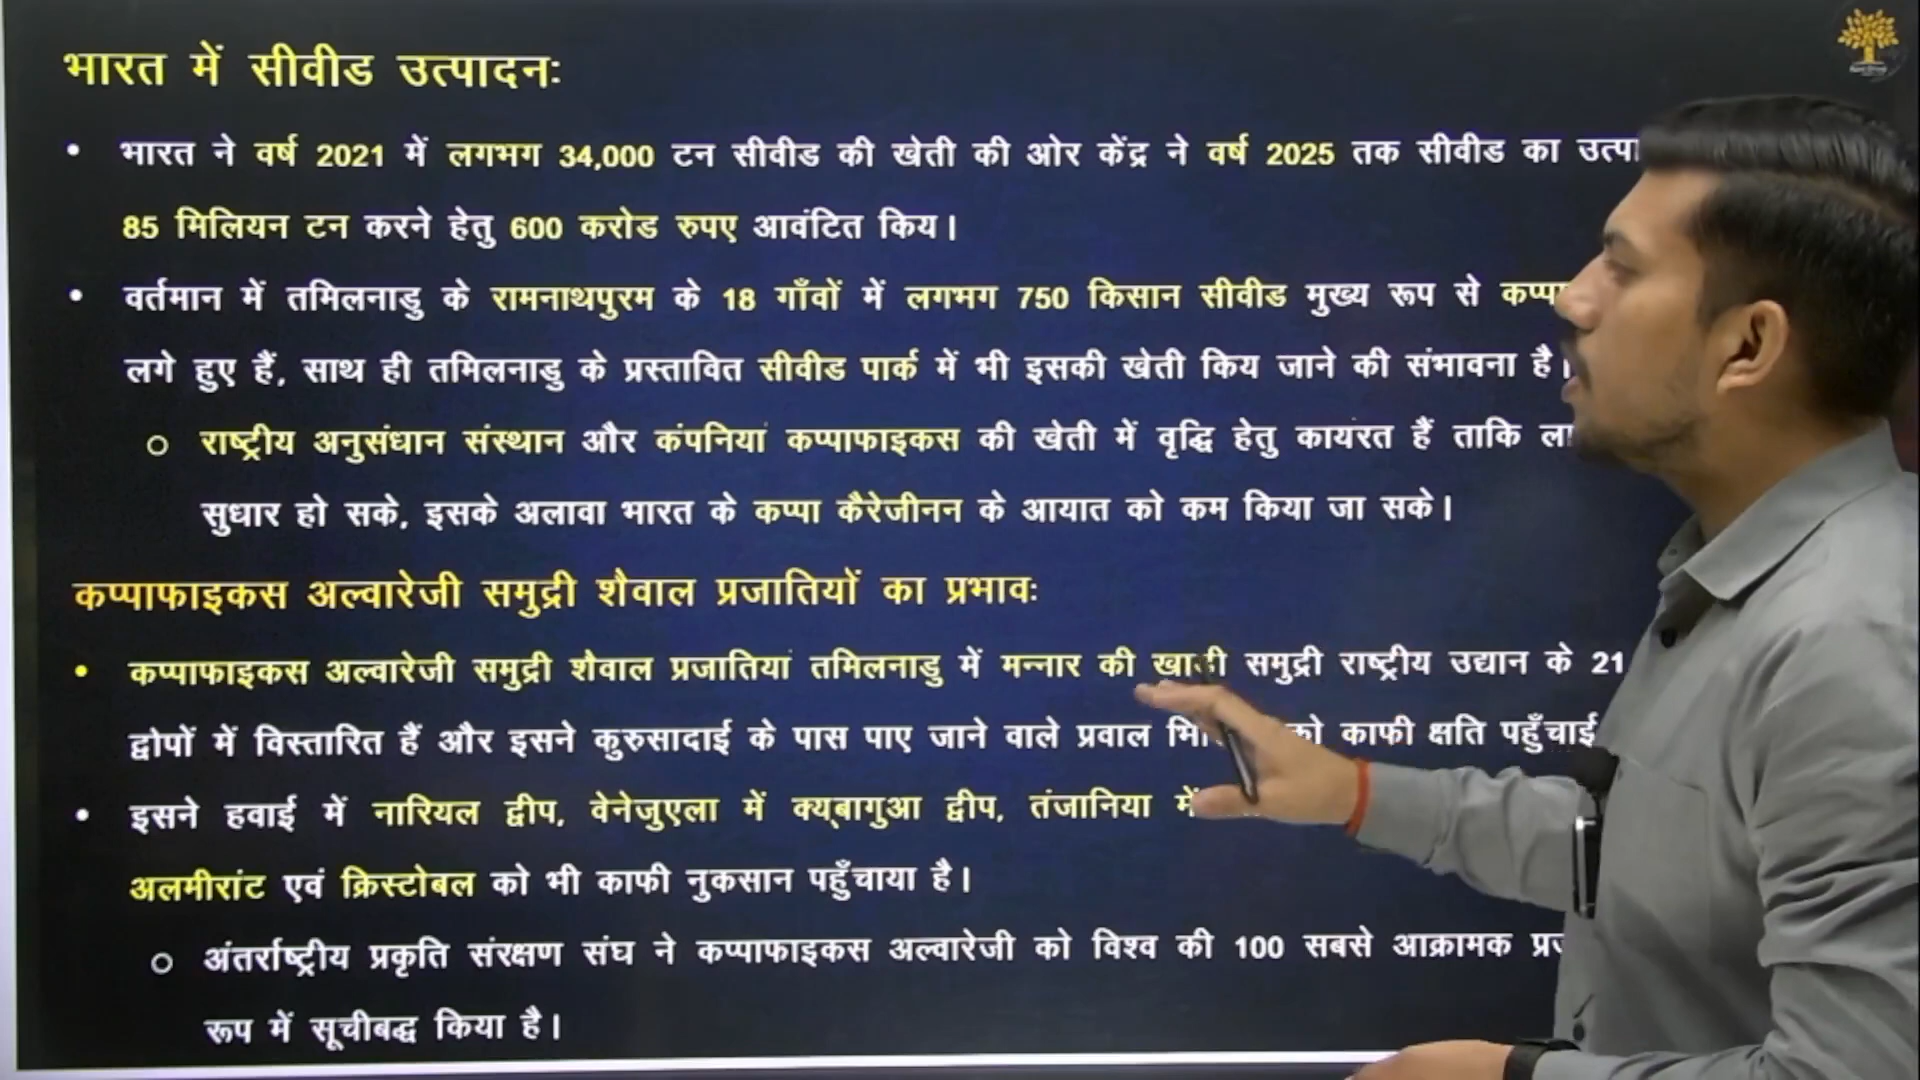 भारत में सीवीड उत्पादनः
• भारत ने वर्ष 2021 में लगभग 34,000 टन सीवीड की खेती की ओर केंद्र ने वर्ष 2025 तक सीवीड का
85 मिलियन टन करने हेतु 600 करोड रुपए आवंटित किय।
• वर्तमान में तमिलनाडु के रामनाथपुरम के 18 गाँवों में लगभग 750 किसान सीवीड मुख्य रूप से
लगे हुए हैं, साथ ही तमिलनाडु के प्रस्तावित सीवीड पार्क में भी इसकी खेती किय जाने की संभावना है।
○ राष्ट्रीय अनुसंधान संस्थान और कंपनियां कप्पाफाइकस की खेती में वृद्धि हेतु कायरत हैं ताकि
सुधार हो सके, इसके अलावा भारत के कप्पा कैरेजीनन के आयात को कम किया जा सके।
कप्पाफाइकस अल्वारेजी समुद्री शैवाल प्रजातियों का प्रभावः
• कप्पाफाइकस अल्वारेजी समुद्री शैवाल प्रजातियां तमिलनाडु में मन्नार की समुद्री राष्ट्रीय उद्यान के 21
द्वोपों में विस्तारित हैं और इसने कुरुसादाई के पास पाए जाने वाले प्रवाल को काफी क्षति पहुँचाई
• इसने हवाई में नारियल द्वीप, वेनेजुएला में क्यूबागुआ द्वीप, तंजानिया में
अलमीरांट एवं क्रिस्टोबल को भी काफी नुकसान पहुँचाया है।
○ अंतर्राष्ट्रीय प्रकृति संरक्षण संघ ने कप्पाफाइकस अल्वारेजी को विश्व की 100 सबसे आक्रामक
रूप में सूचीबद्ध किया है।